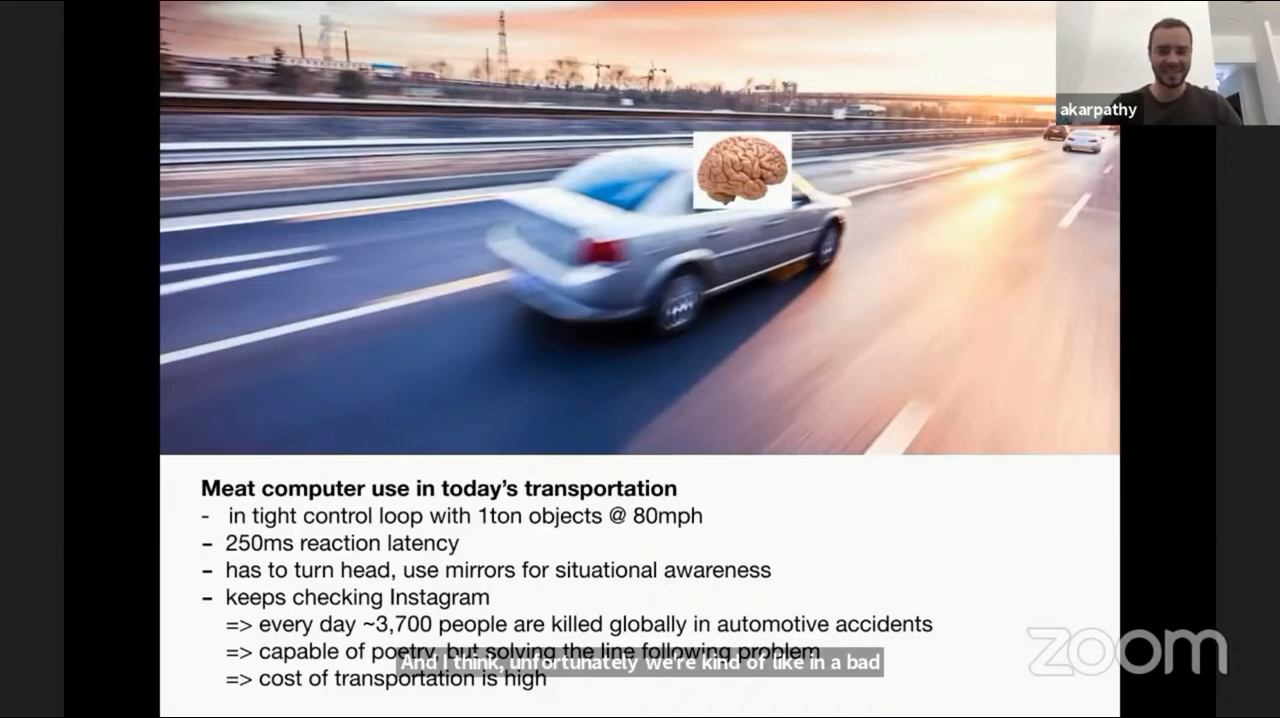 akarpathy
Meat computer use in today's transportation
- in tight control loop with 1ton objects @ 80mph
- 250ms reaction latency
- has to turn head, use mirrors for situational awareness
- keeps checking Instagram
=> every day ~3,700 people are killed globally in automotive accidents
=> capable of poetry, but solving the line following problem
And I think, unfortunately we're kind of like in a bad
=> cost of transportation is high
zoom